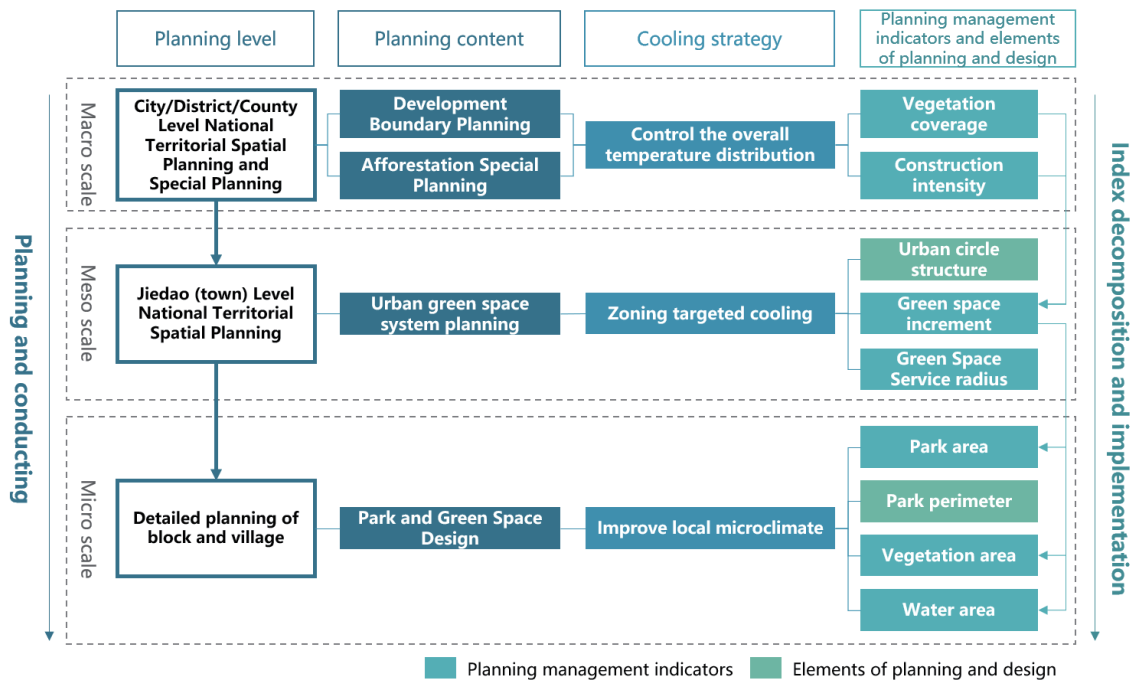 Planning level
Planning content
Cooling strategy
Planning management
indicators and elements
of planning and design
Planning and conducting
Macro scale
City/District/County
Level National
Territorial Spatial
Planning and
Special Planning
Development
Boundary Planning
Afforestation Special
Planning
Control the overall
temperature distribution
Vegetation
coverage
Construction
intensity
Meso scale
Jiedao (town) Level
National Territorial
Spatial Planning
Urban green space
system planning
Zoning targeted cooling
Urban circle
structure
Green space
increment
Green Space
Service radius
Micro scale
Detailed planning of
block and village
Park and Green Space
Design
Improve local microclimate
Park area
Park perimeter
Vegetation area
Water area
Index decomposition and implementation
Planning management indicators
Elements of planning and design